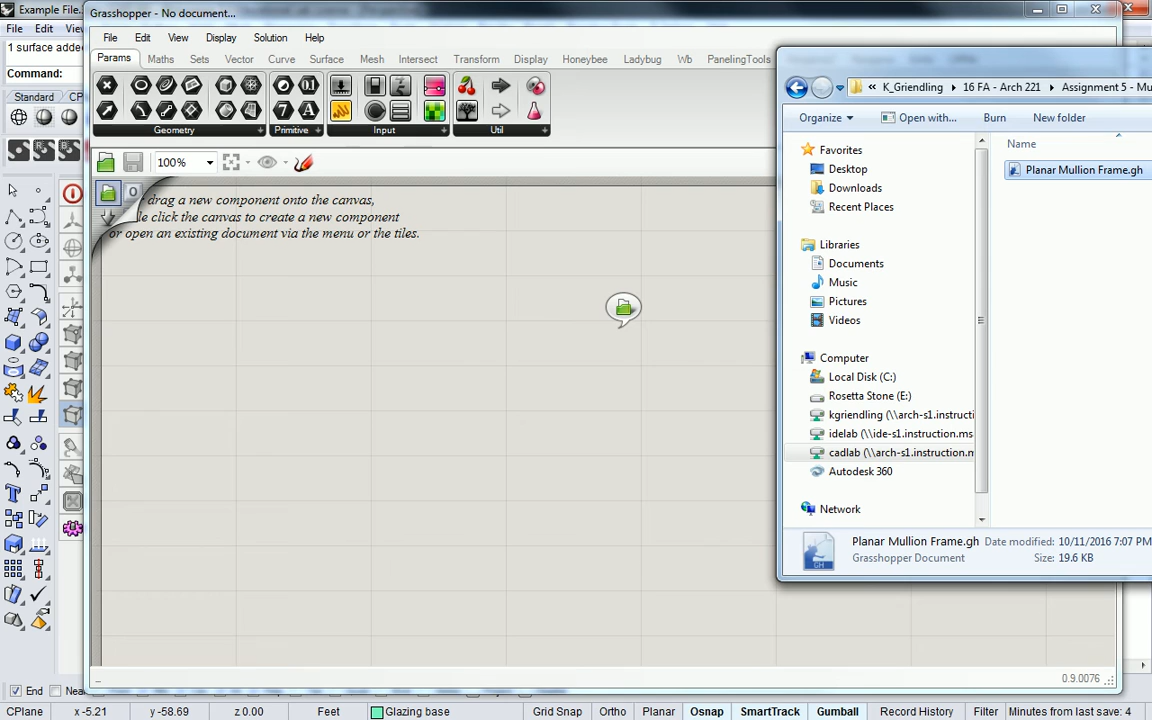 Example File.
Grasshopper - No document...
File Edit View
File Edit View Display Solution Help
1 surface adde
Command:
Params Maths Sets Vector Curve Surface Mesh Intersect Transform Display Honeybee Ladybug Wb PanelingTools
Standard CP
Geometry Primitive Input Util
100%
drag a new component onto the canvas,
le click the canvas to create a new component
or open an existing document via the menu or the tiles.
« K_Griendling 16 FA - Arch 221 Assignment 5 - Mu
Organize Open with... Burn New folder
Name
Planar Mullion Frame.gh
Favorites
Desktop
Downloads
Recent Places
Libraries
Documents
Music
Pictures
Videos
Computer
Local Disk (C:)
Rosetta Stone (E:)
kgriendling (\\arch-s1.instructi
idelab (\\ide-s1.instruction.ms
cadlab (\\arch-s1.instruction.m
Autodesk 360
Network
Planar Mullion Frame.gh Date modified: 10/11/2016 7:07 PM
Grasshopper Document Size: 19.6 KB
0.9.0076
End Near
CPlane x -5.21 y -58.69 z 0.00 Feet Glazing base Grid Snap Ortho Planar Osnap SmartTrack Gumball Record History Filter Minutes from last save: 4